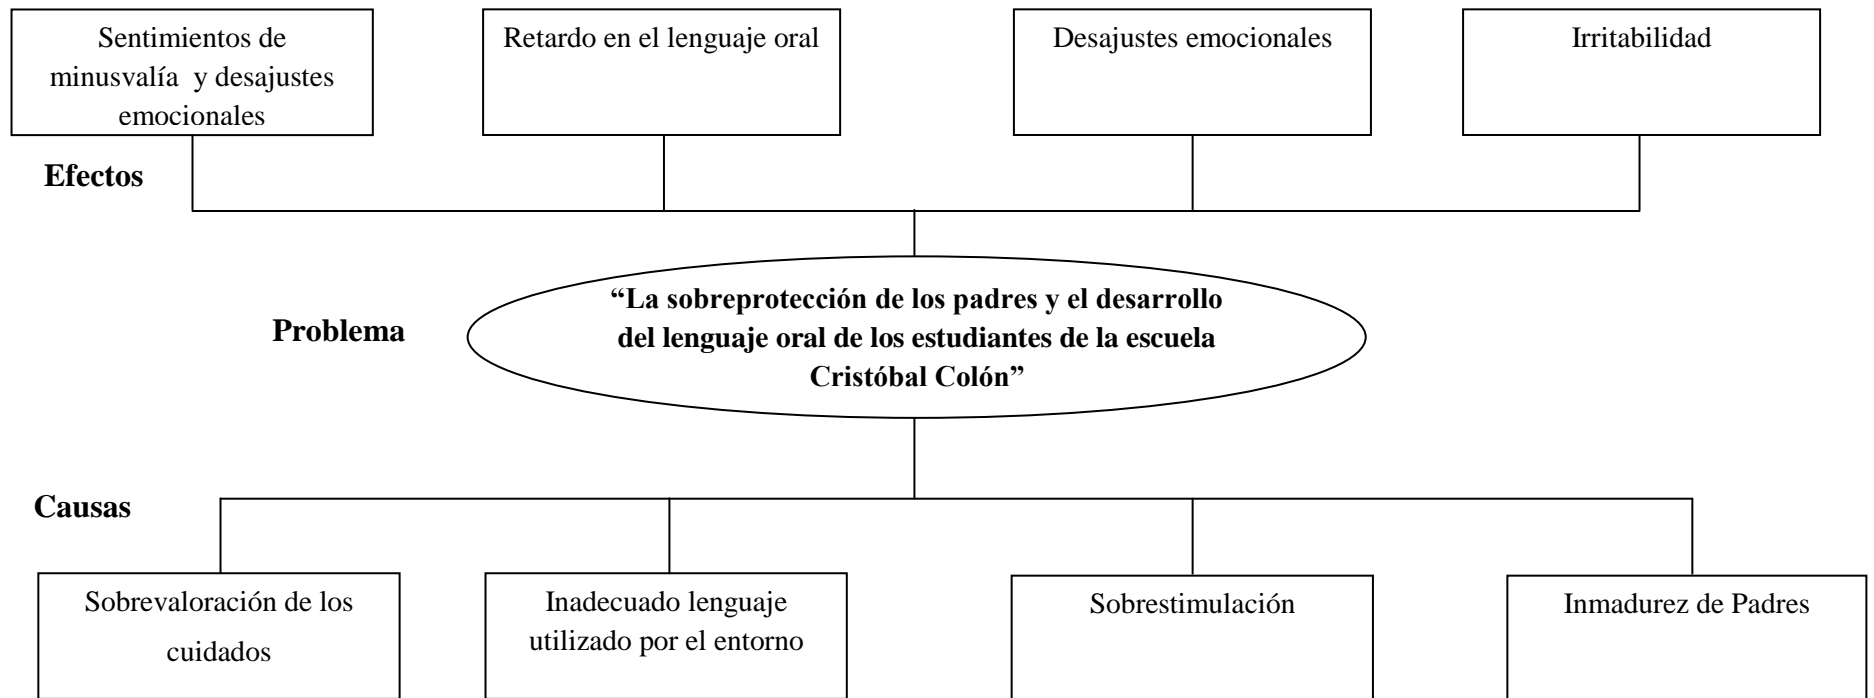 Sentimientos de
minusvalía y desajustes
emocionales
Retardo en el lenguaje oral
Desajustes emocionales
Irritabilidad
Efectos
Problema
“La sobreprotección de los padres y el desarrollo
del lenguaje oral de los estudiantes de la escuela
Cristóbal Colón”
Causas
Sobrevaloración de los
cuidados
Inadecuado lenguaje
utilizado por el entorno
Sobrestimulación
Inmadurez de Padres